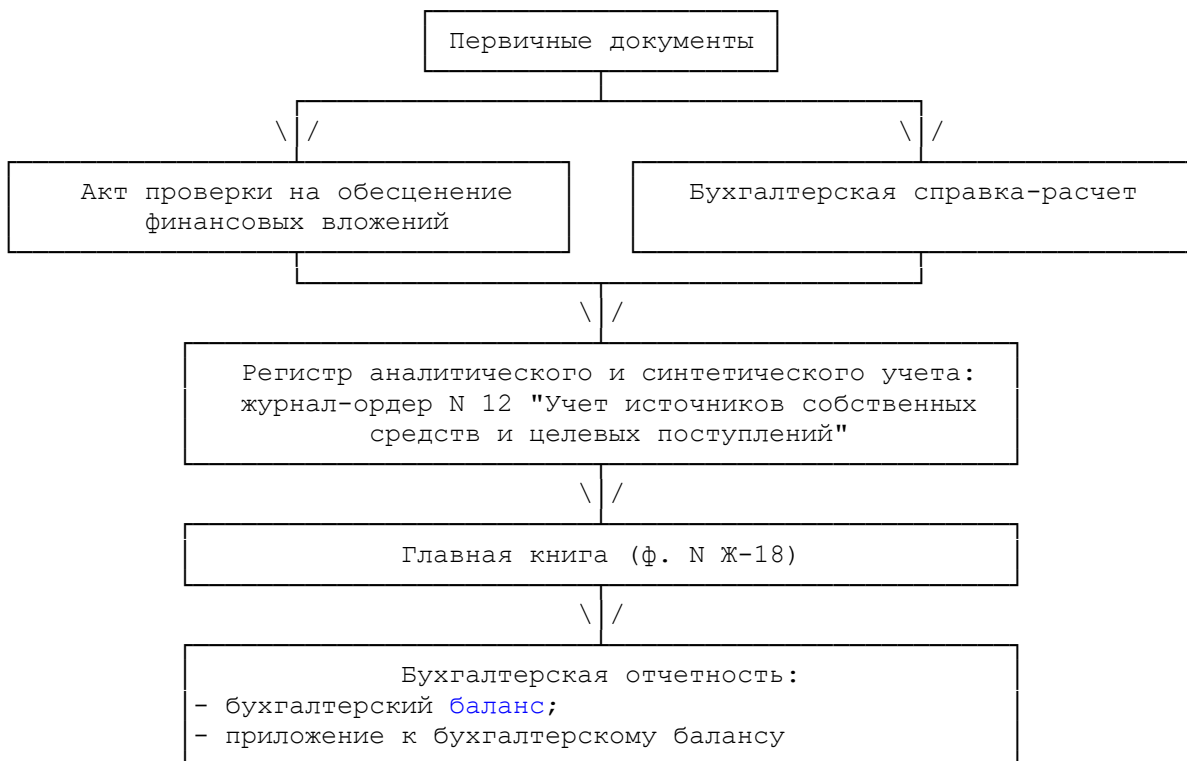 Первичные документы
Акт проверки на обесценение
финансовых вложений
Бухгалтерская справка-расчет
Регистр аналитического и синтетического учета:
журнал-ордер N 12 "Учет источников собственных
средств и целевых поступлений"
Главная книга (ф. N Ж-18)
Бухгалтерская отчетность:
- бухгалтерский баланс;
- приложение к бухгалтерскому балансу